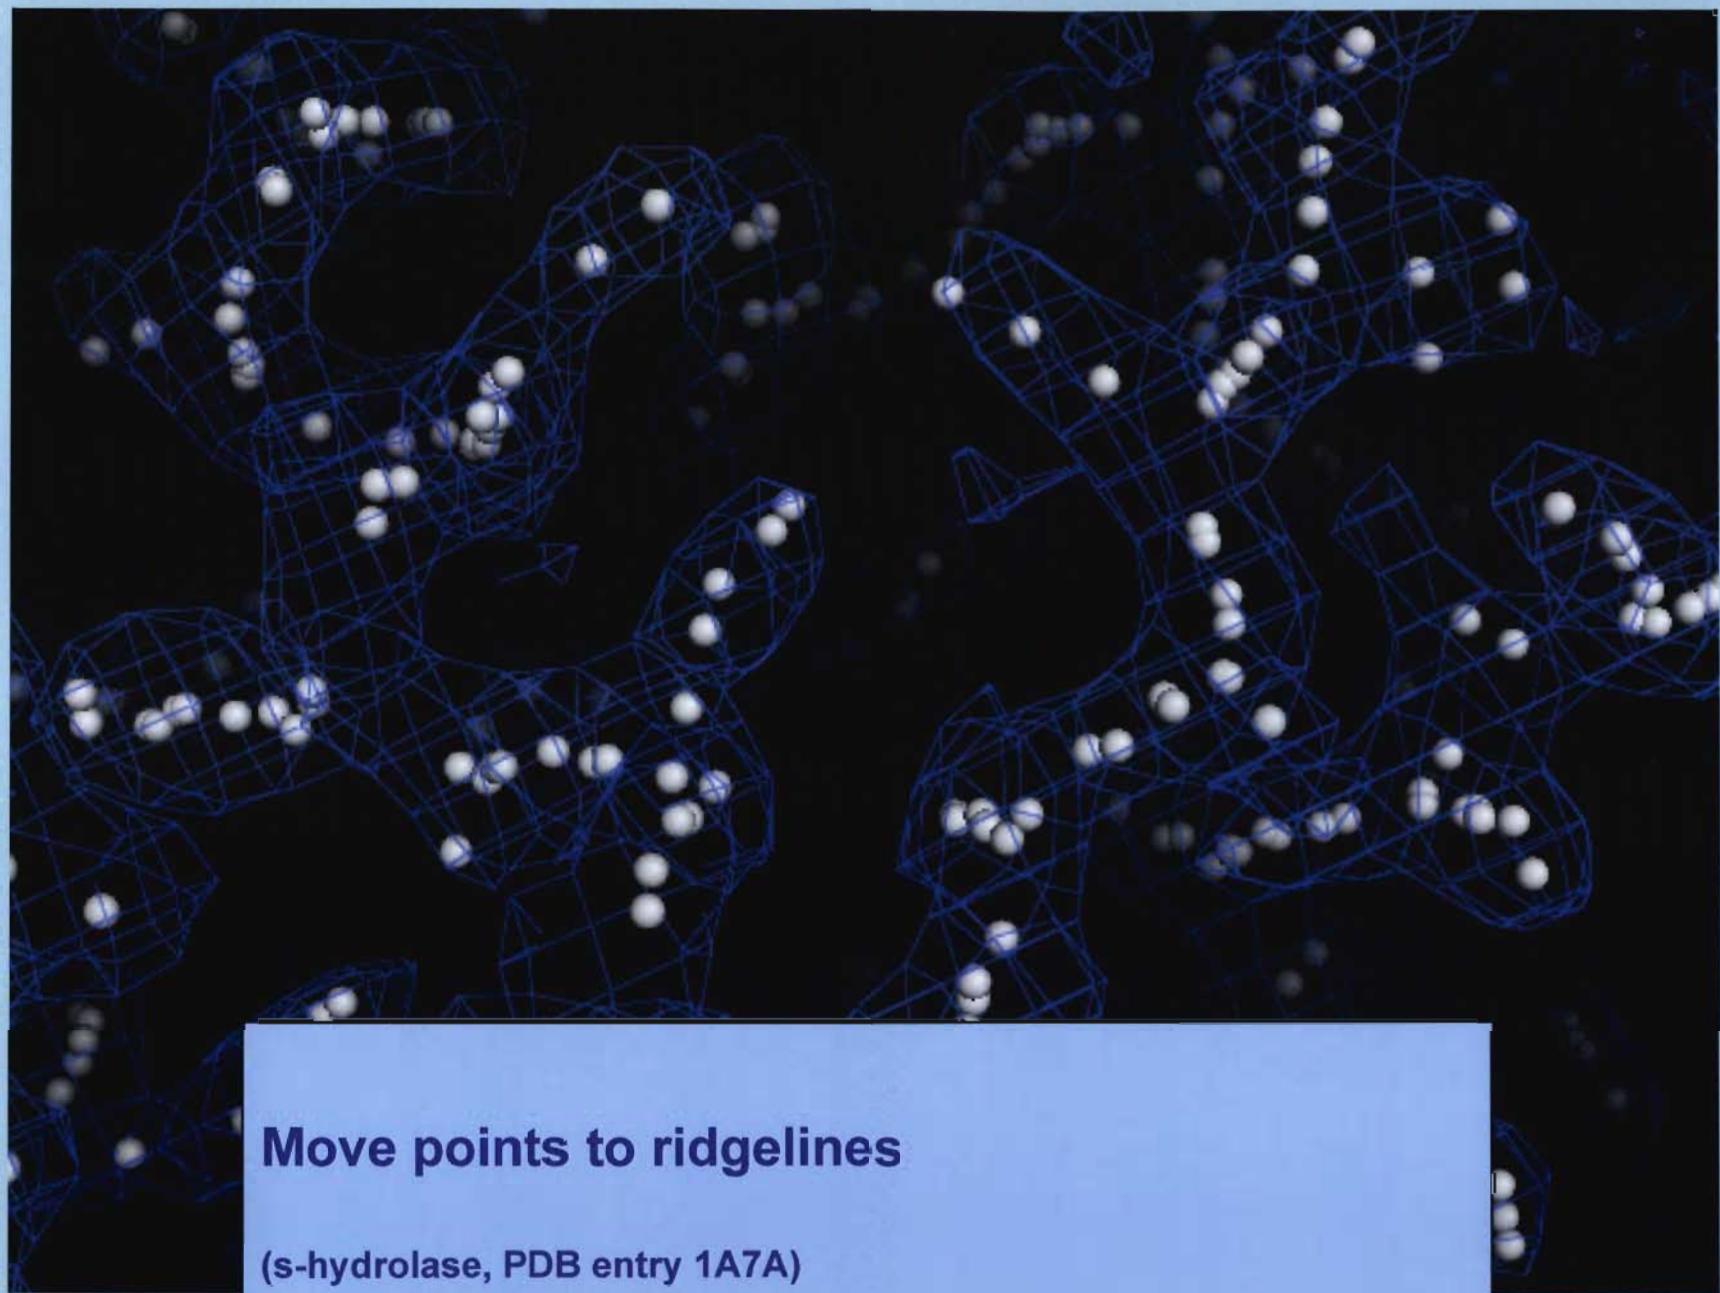 Move points to ridgelines
(s-hydrolase, PDB entry 1A7A)